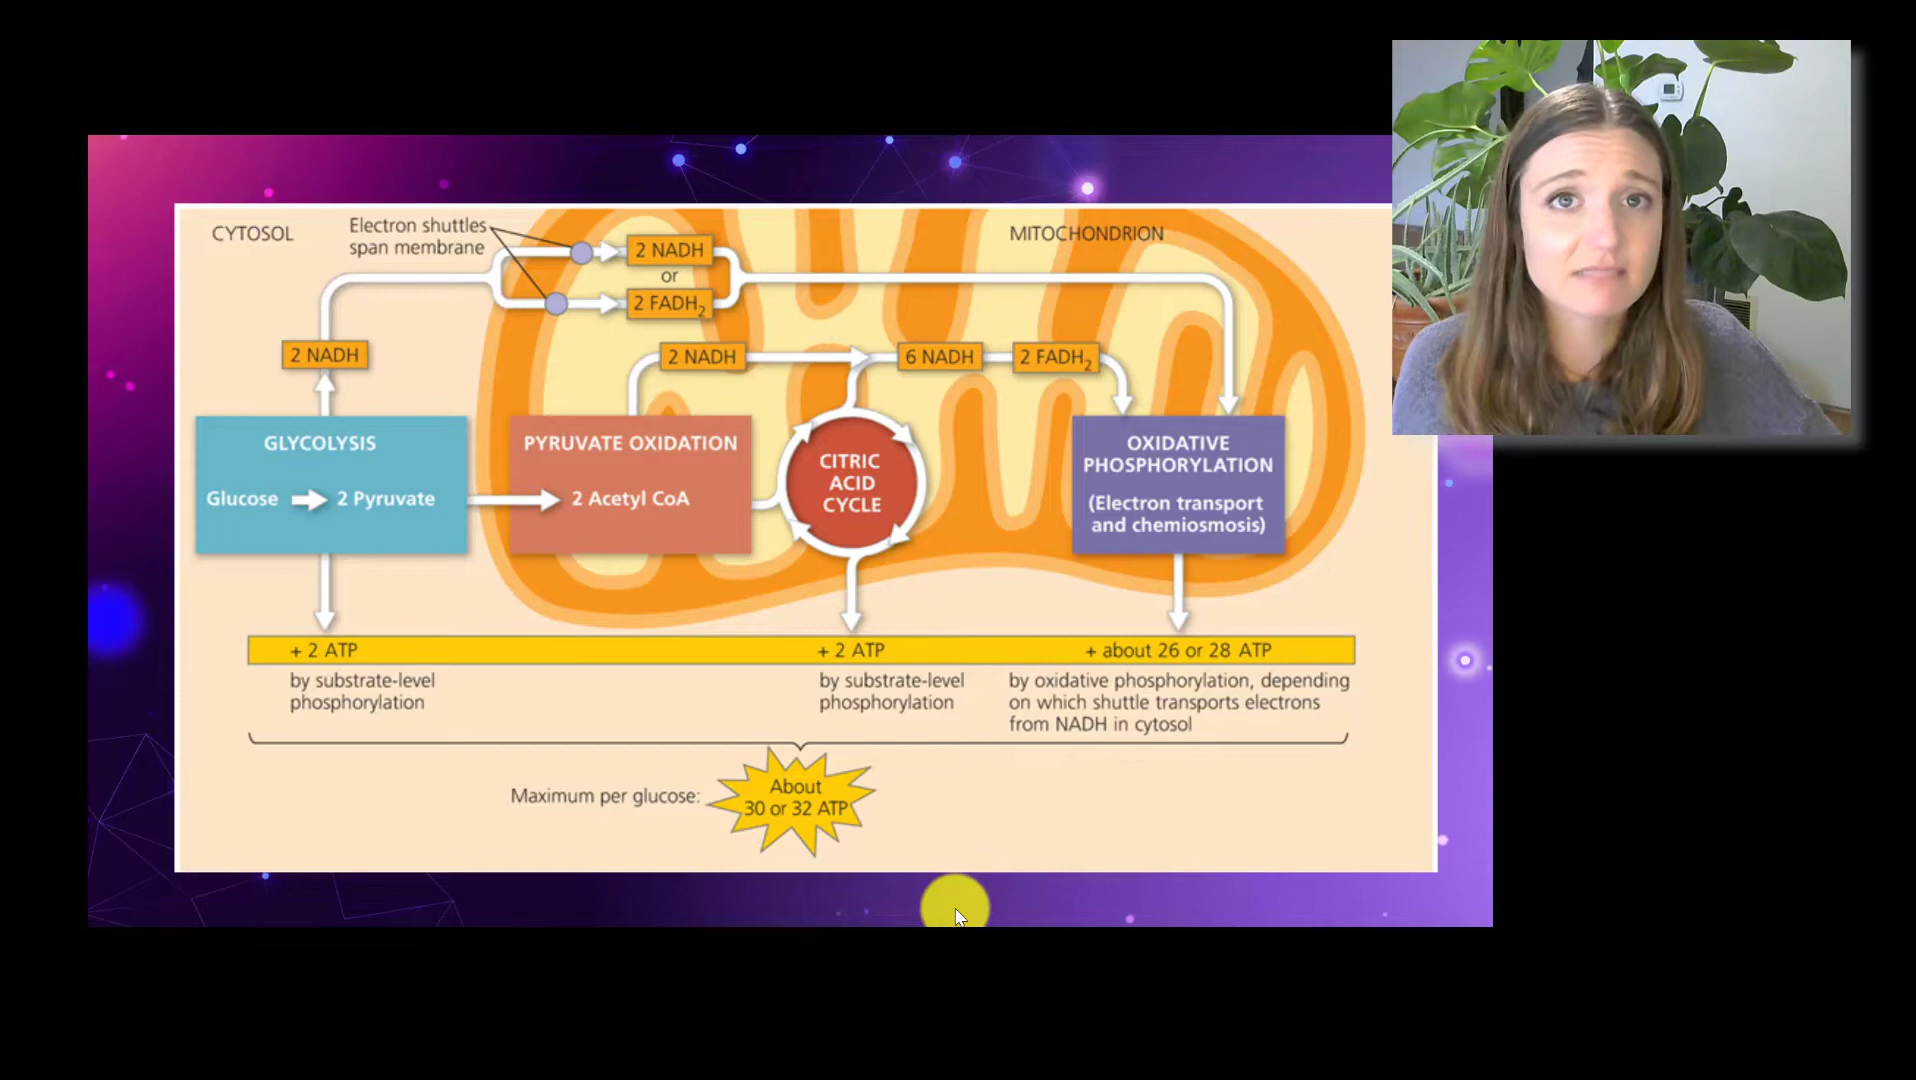 CYTOSOL
Electron shuttles
span membrane
2 NADH
or
2 FADH2
MITOCHONDRION
2 NADH
2 NADH
6 NADH
2 FADH2
GLYCOLYSIS
Glucose
2 Pyruvate
PYRUVATE OXIDATION
2 Acetyl CoA
CITRIC
ACID
CYCLE
OXIDATIVE
PHOSPHORYLATION
(Electron transport
and chemiosmosis)
+ 2 ATP
by substrate-level
phosphorylation
+ 2 ATP
by substrate-level
phosphorylation
+ about 26 or 28 ATP
by oxidative phosphorylation, depending
on which shuttle transports electrons
from NADH in cytosol
Maximum per glucose:
About
30 or 32 ATP